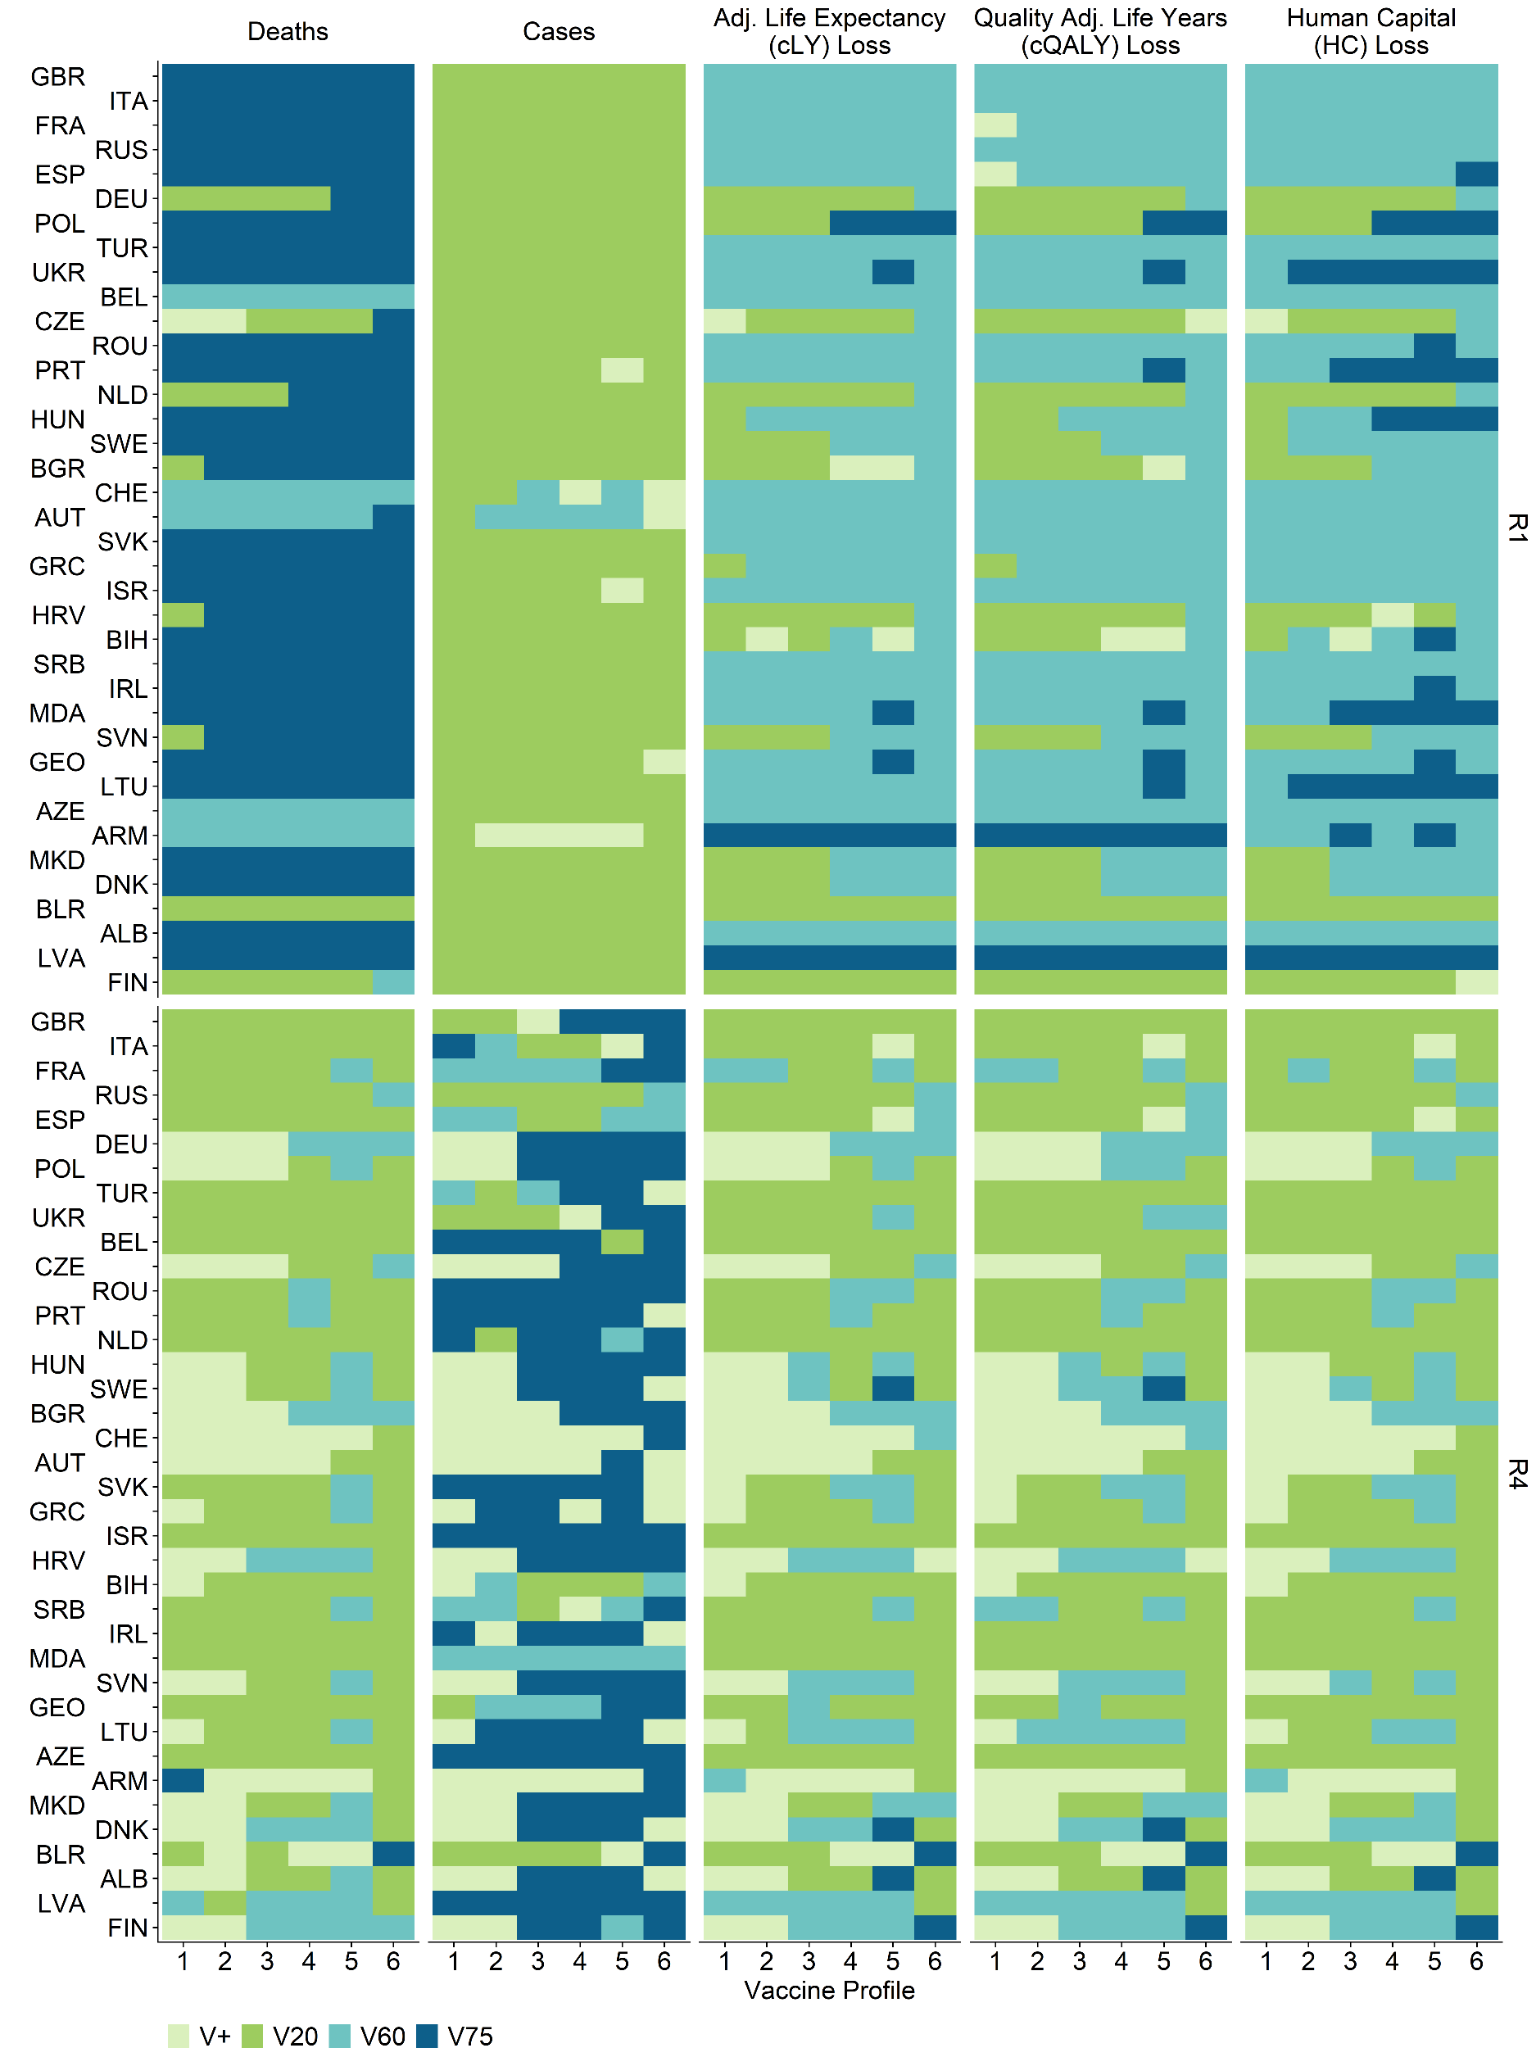 Deaths
Cases
Adj. Life Expectancy
(cLY) Loss
Quality Adj. Life Years
(cQALY) Loss
Human Capital
(HC) Loss
GBR
ITA
FRA
RUS
ESP
DEU
POL
TUR
UKR
BEL
CZE
ROU
PRT
NLD
HUN
SWE
BGR
CHE
AUT
SVK
GRC
ISR
HRV
BIH
SRB
IRL
MDA
SVN
GEO
LTU
AZE
ARM
MKD
DNK
BLR
ALB
LVA
FIN
R1
GBR
ITA
FRA
RUS
ESP
DEU
POL
TUR
UKR
BEL
CZE
ROU
PRT
NLD
HUN
SWE
BGR
CHE
AUT
SVK
GRC
ISR
HRV
BIH
SRB
IRL
MDA
SVN
GEO
LTU
AZE
ARM
MKD
DNK
BLR
ALB
LVA
FIN
R4
1 2 3 4 5 6 1 2 3 4 5 6 1 2 3 4 5 6 1 2 3 4 5 6 1 2 3 4 5 6
Vaccine Profile
V+ V20 V60 V75